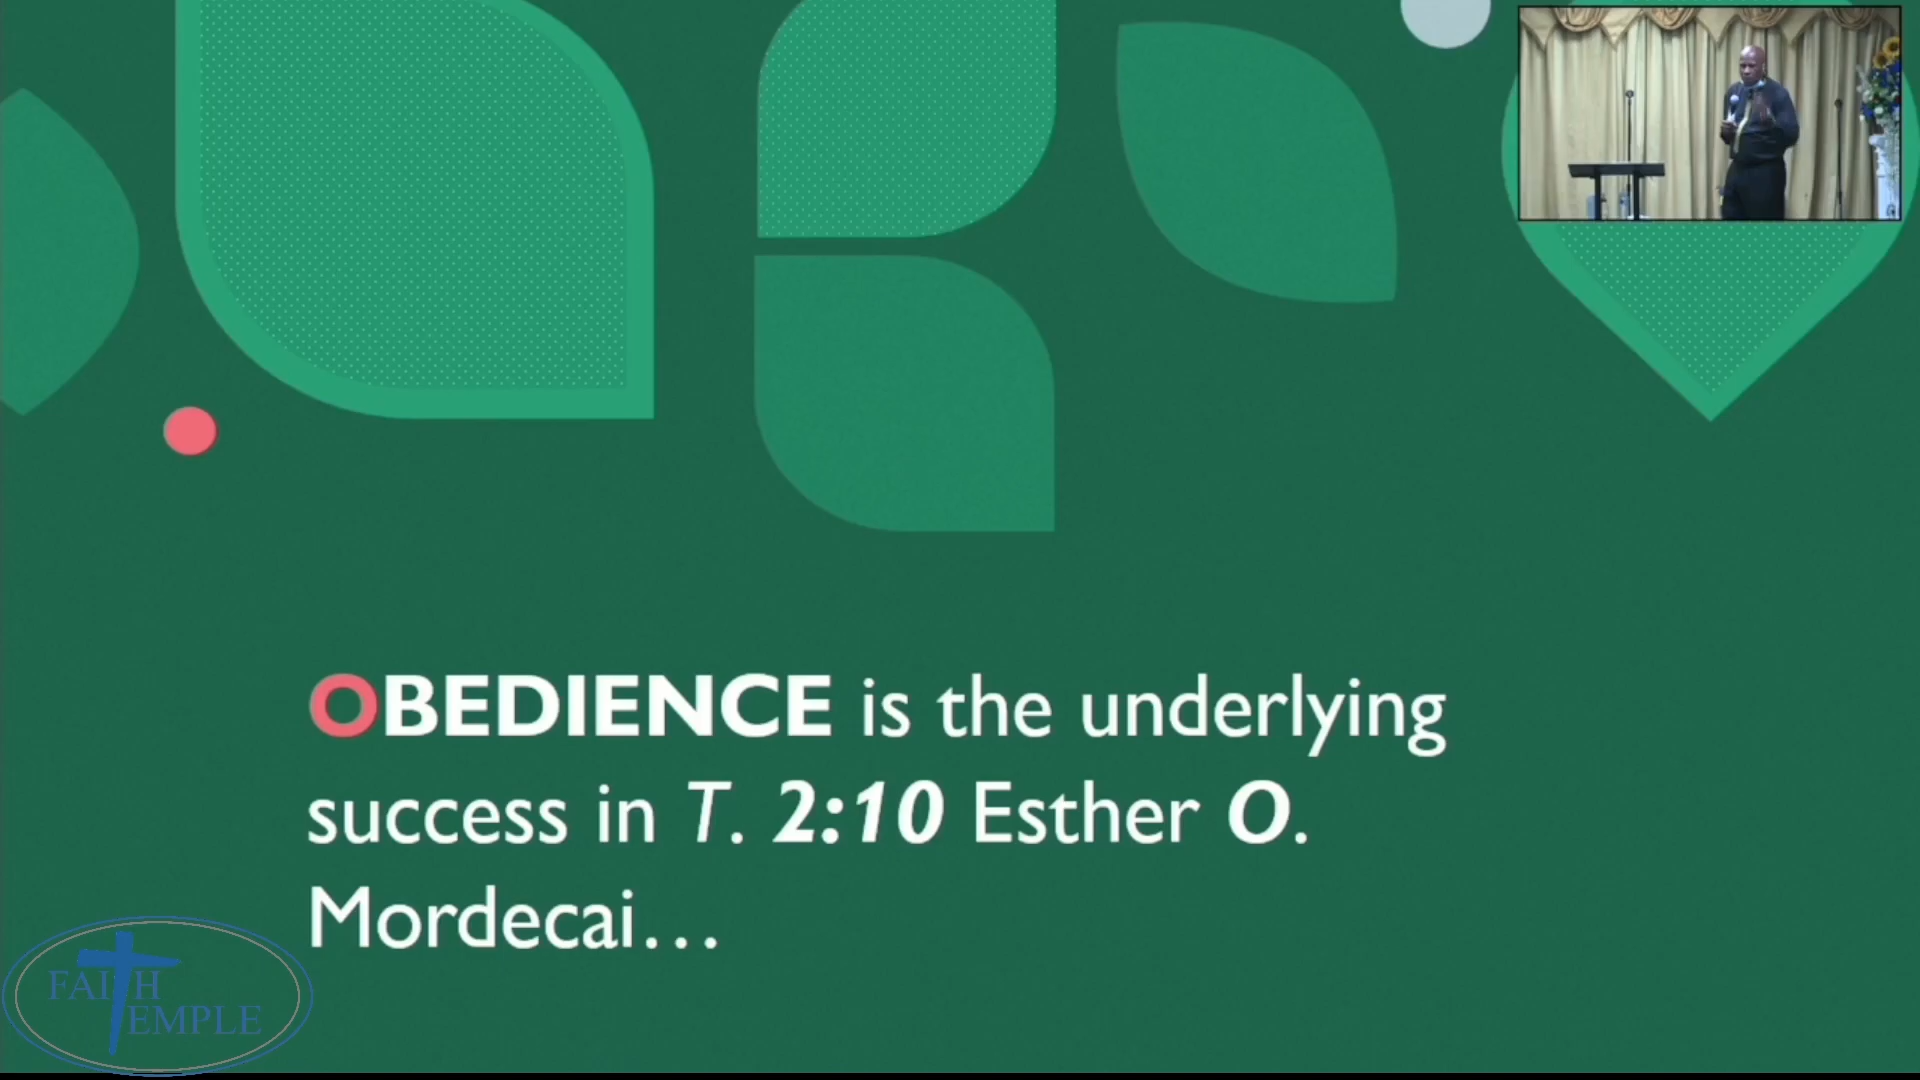 OBEDIENCE is the underlying
success in T. 2:10 Esther O.
Mordecai…
FAITH
TEMPLE